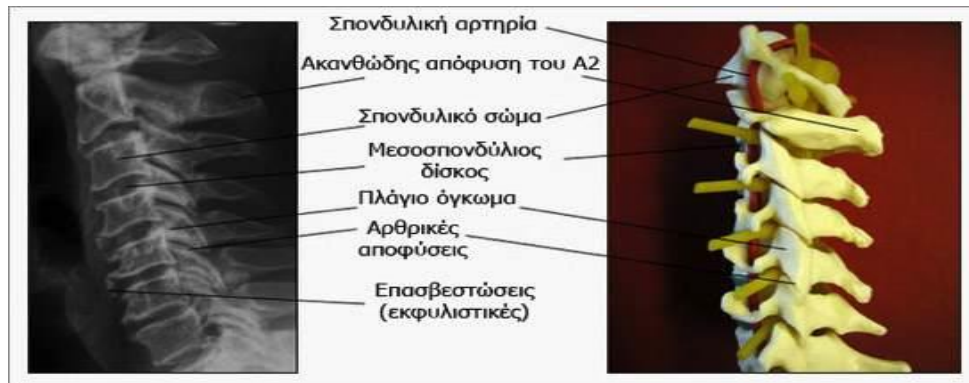 Σπονδυλική αρτηρία
Ακανθώδης απόφυση του Α2
Σπονδυλικό σώμα
Μεσοσπονδύλιος
δίσκος
Πλάγιο όγκωμα
Αρθρικές
αποφύσεις
Επασβεστώσεις
(εκφυλιστικές)